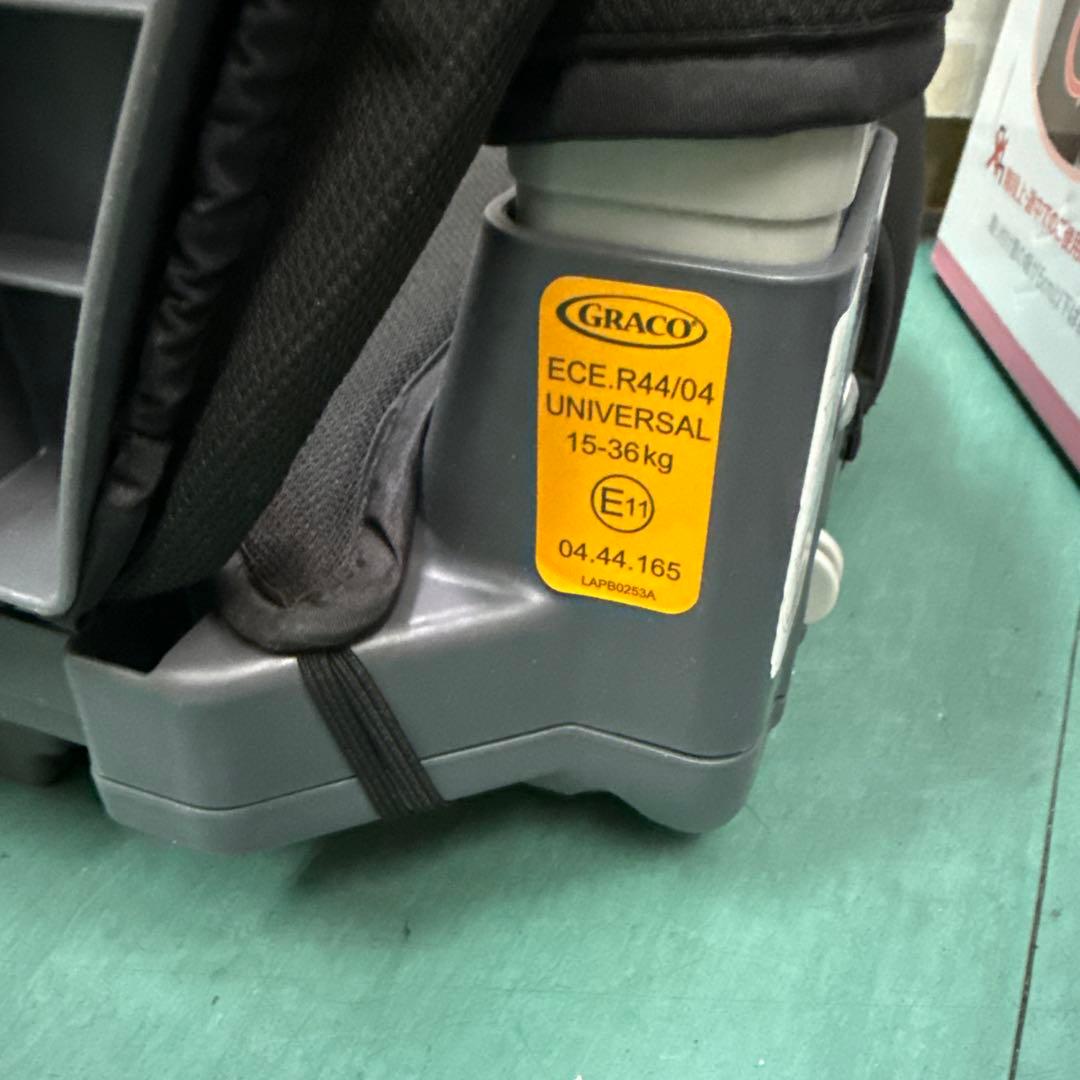 GRACO®
ECE.R44/04
UNIVERSAL
15-36kg
E11
04.44.165
LAPB0253A